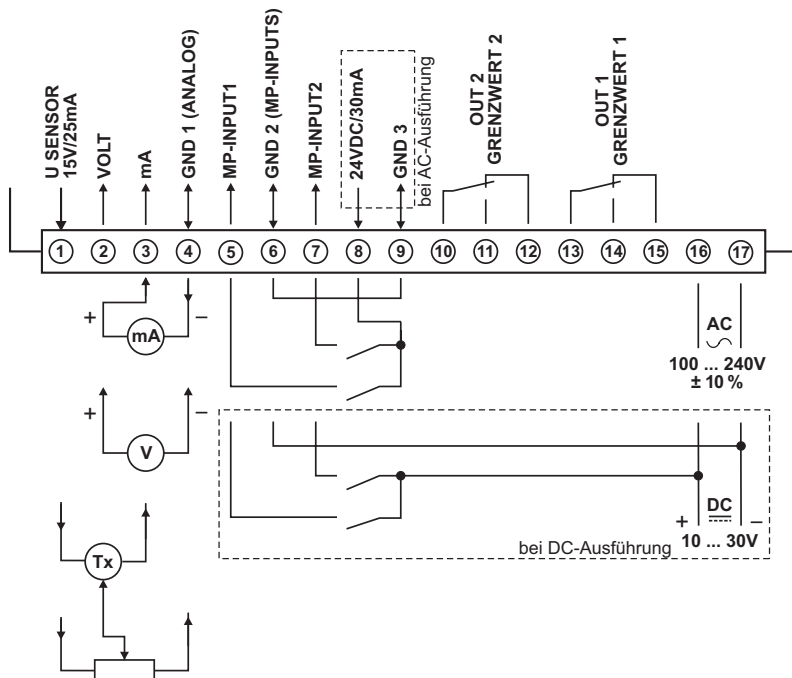 U SENSOR
15V/25mA
VOLT
mA
GND 1 (ANALOG)
MP-INPUT1
GND 2 (MP-INPUTS)
MP-INPUT2
24VDC/30mA
GND 3
bei AC-Ausführung
OUT 2
GRENZWERT 2
OUT 1
GRENZWERT 1
1 2 3 4 5 6 7 8 9 10 11 12 13 14 15 16 17
+ mA –
AC
100 ... 240V
± 10 %
+ V –
Tx
+ DC –
10 ... 30V
bei DC-Ausführung